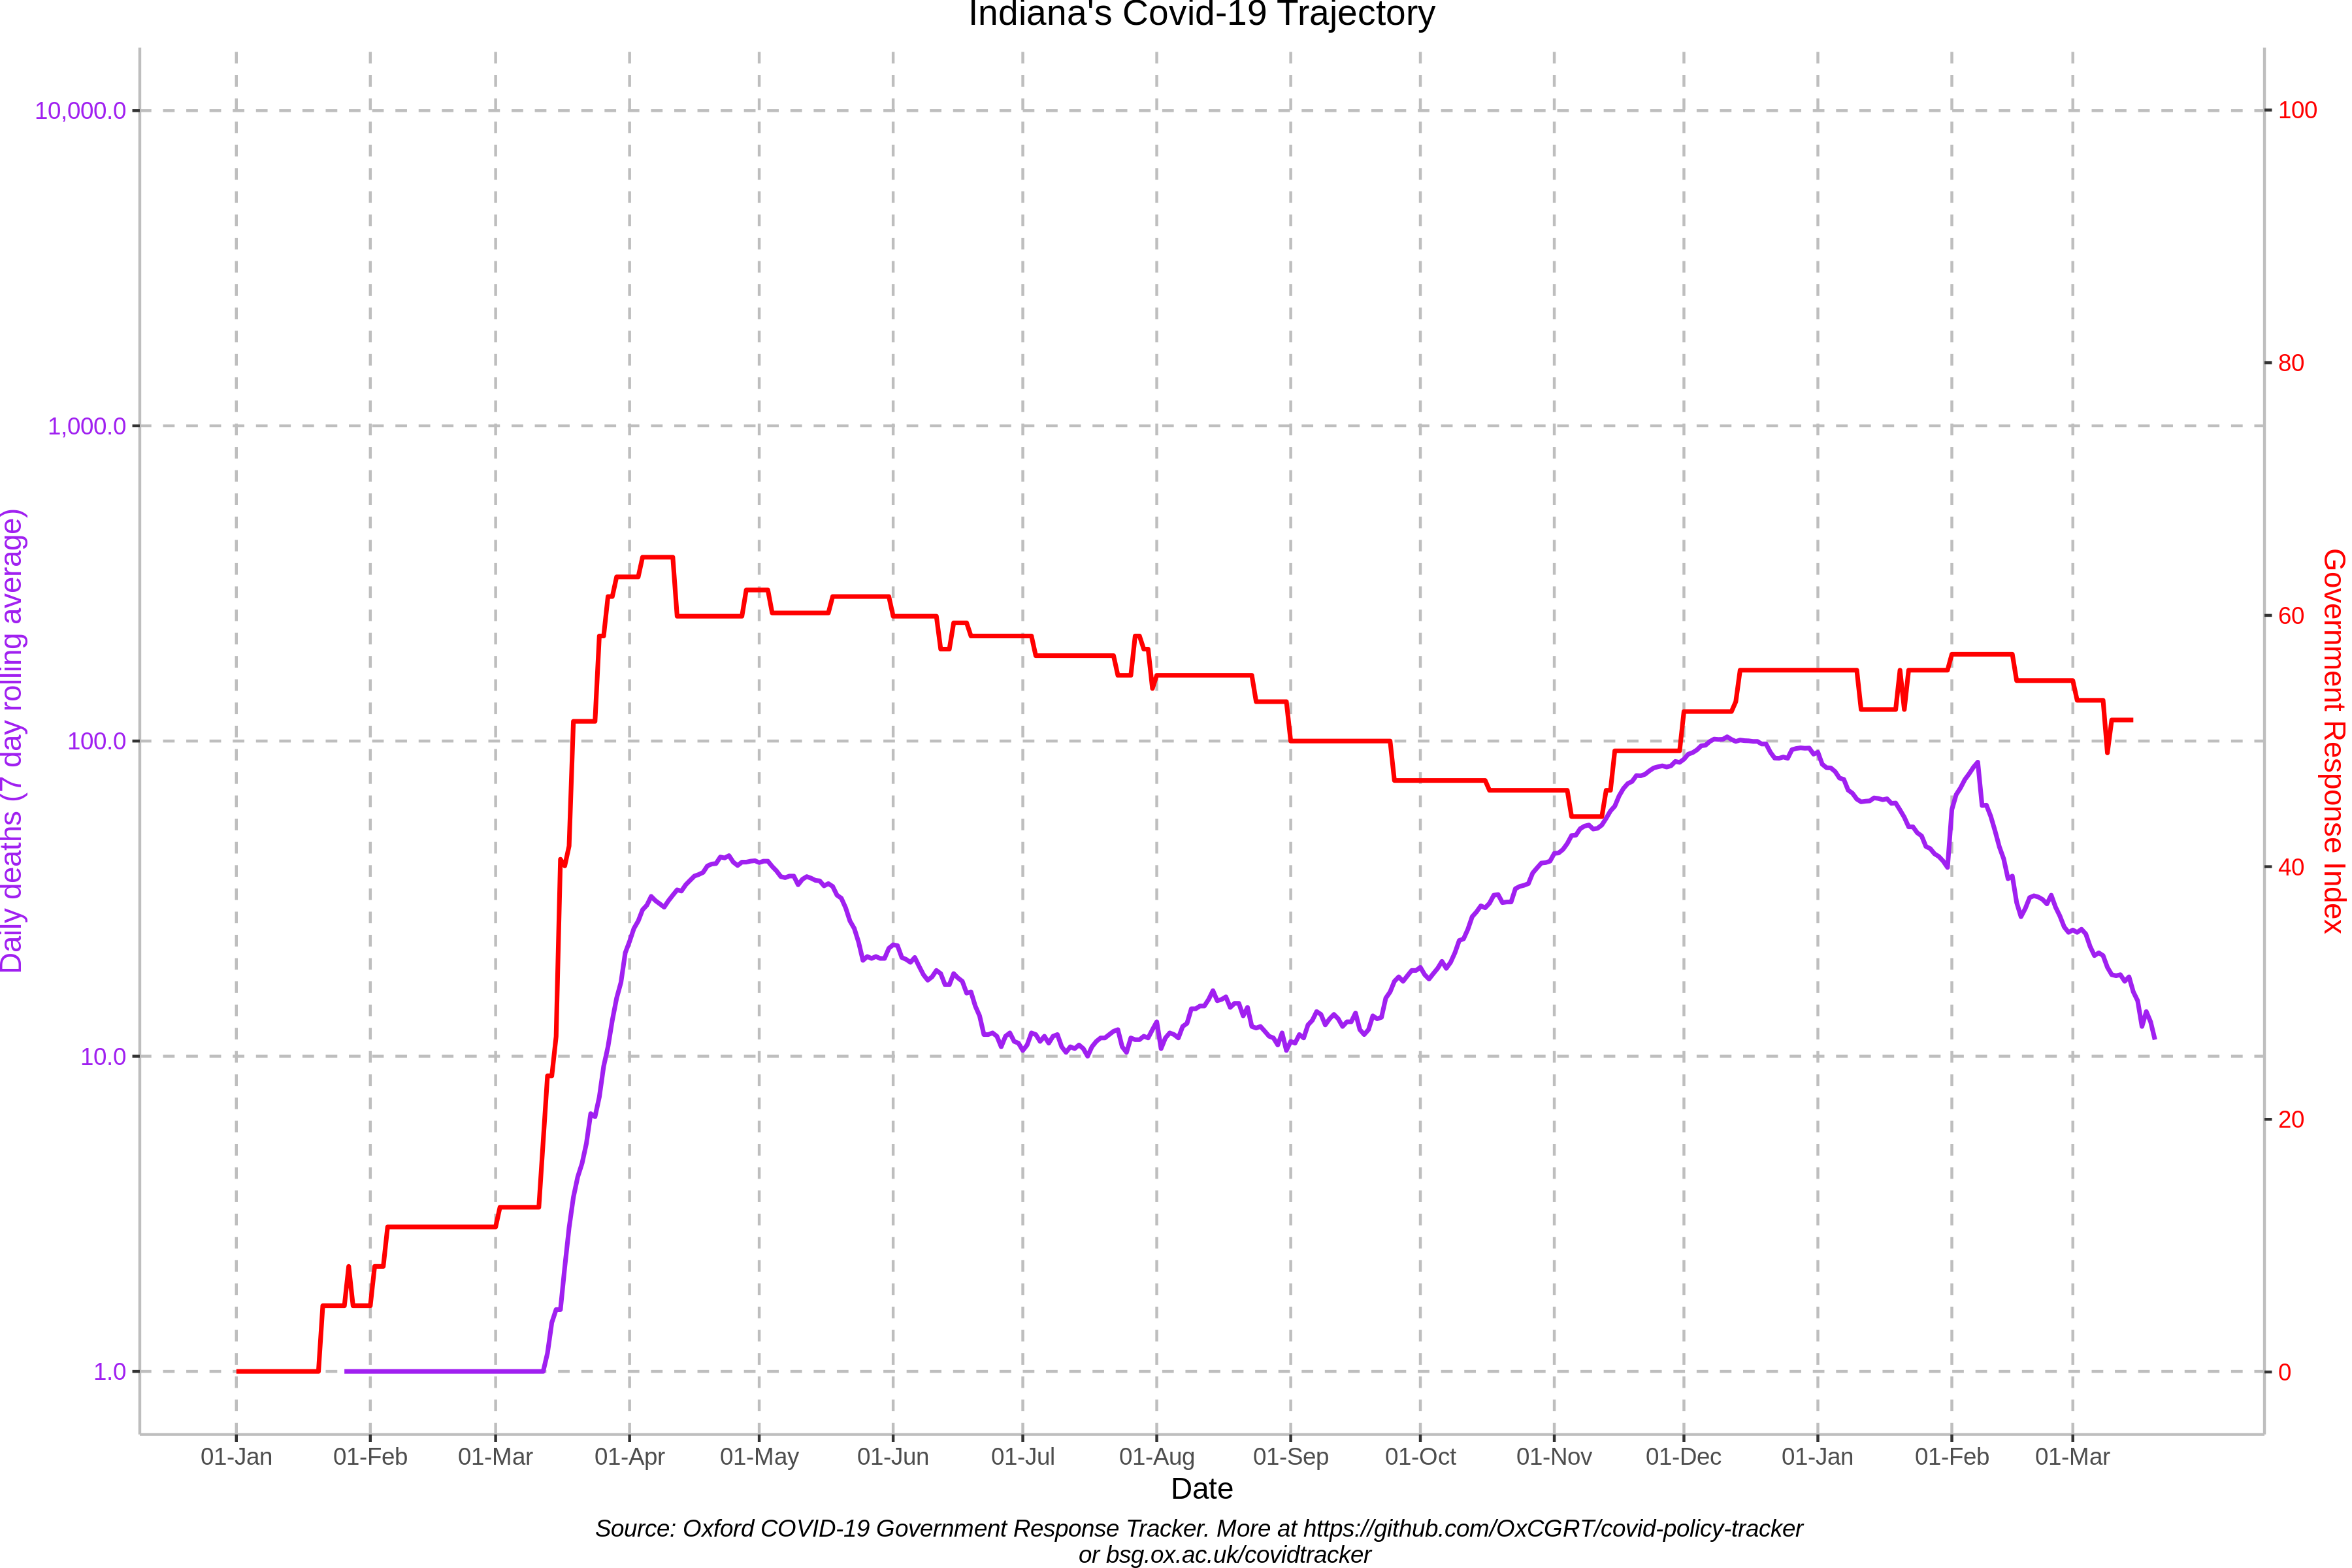 Indiana's Covid-19 Trajectory
10,000.0
1,000.0
100.0
10.0
1.0
Daily deaths (7 day rolling average)
100
80
60
40
20
0
Government Response Index
01-Jan 01-Feb 01-Mar 01-Apr 01-May 01-Jun 01-Jul 01-Aug 01-Sep 01-Oct 01-Nov 01-Dec 01-Jan 01-Feb 01-Mar
Date
Source: Oxford COVID-19 Government Response Tracker. More at https://github.com/OxCGRT/covid-policy-tracker
or bsg.ox.ac.uk/covidtracker